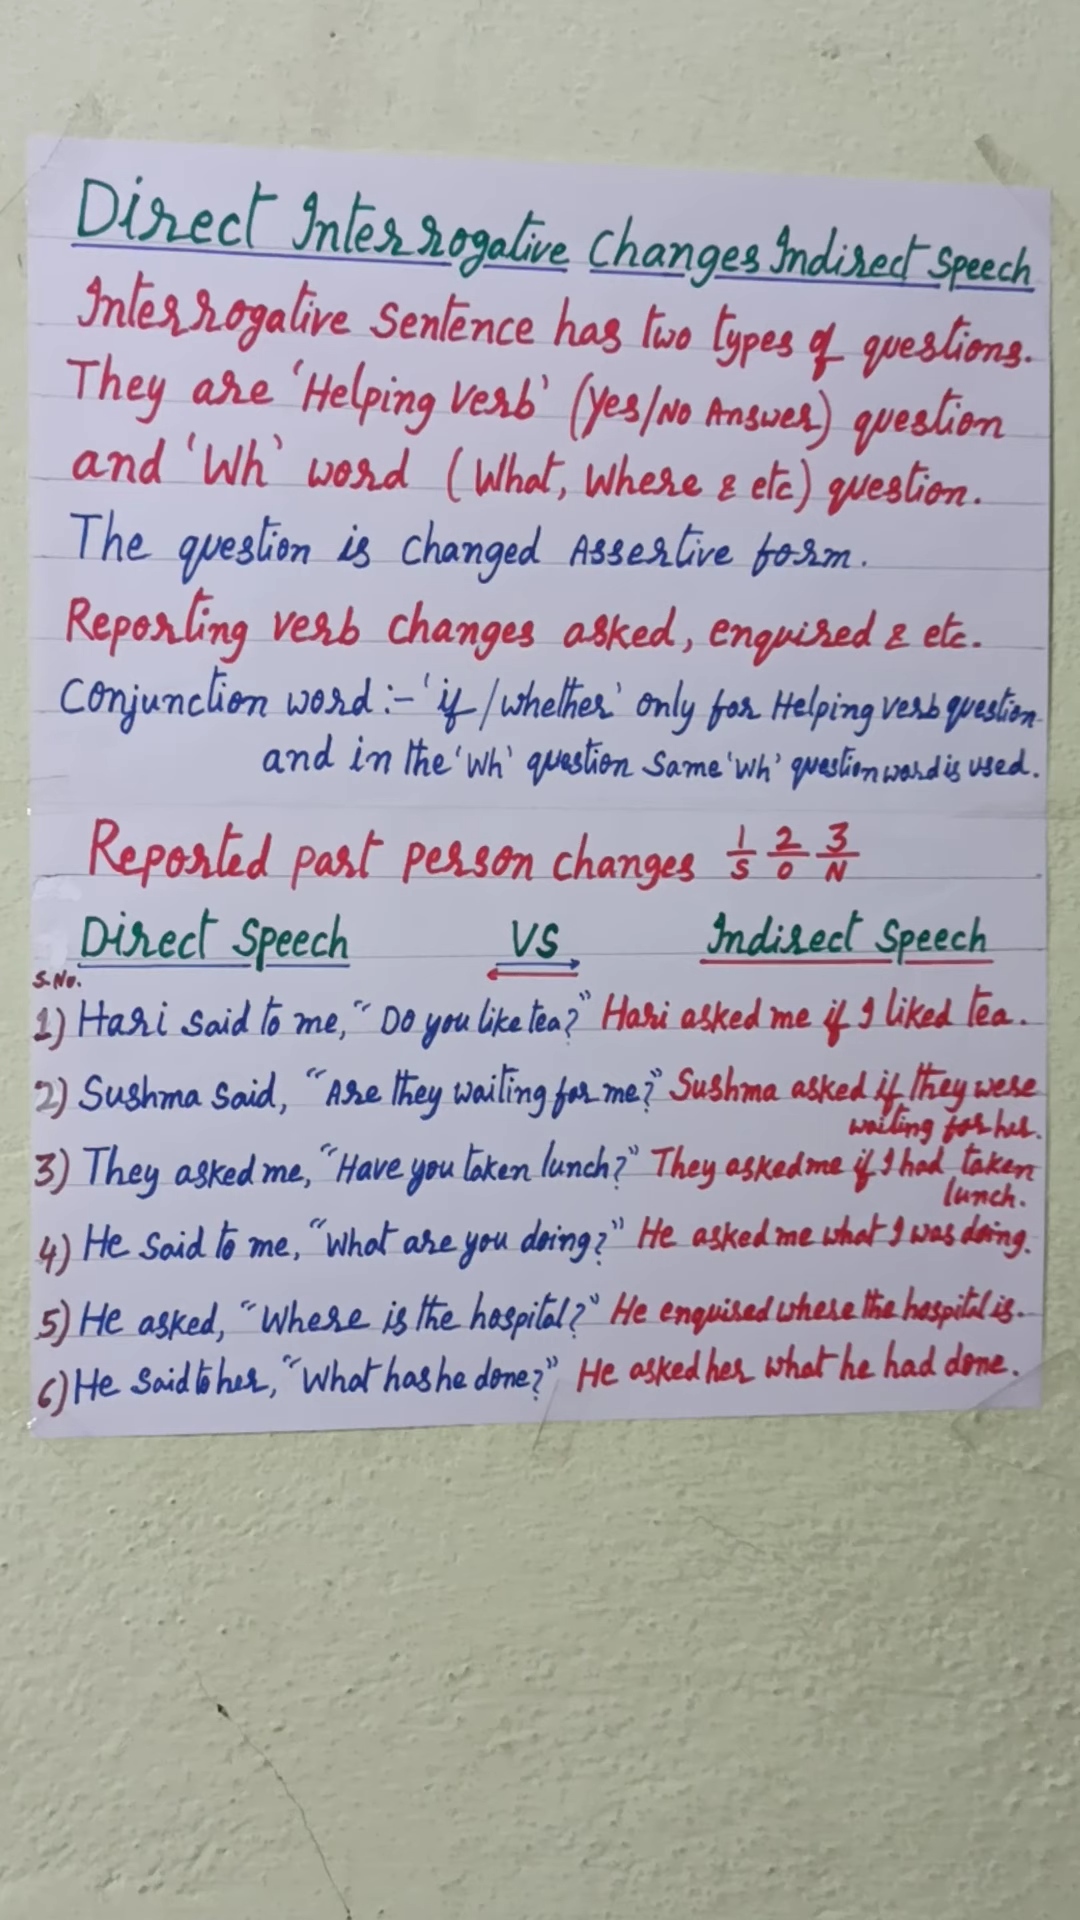 Direct Interrogative Changes Indirect Speech
Interrogative Sentence has two types of questions.
They are 'Helping verb' (Yes/No Answer) question
and 'Wh' word (What, Where & etc) question.
The question is changed Assertive form.
Reporting verb changes asked, enquired & etc.
Conjunction word :- 'if /whether' only for Helping verb question
and in the 'Wh' question Same 'Wh' question word is used.
Reported part person changes 1/S 2/O 3/N
Direct Speech VS Indirect Speech
S.No.
1) Hari Said to me, "Do you like tea?" Hari asked me if I liked tea.
2) Sushma Said, "Are they waiting for me?" Sushma asked if they were
waiting for her.
3) They asked me, "Have you taken lunch?" They asked me if I had taken
lunch.
4) He Said to me, "What are you doing?" He asked me what I was doing.
5) He asked, "Where is the hospital?" He enquired where the hospital is.
6) He Said to her, "What has he done?" He asked her what he had done.